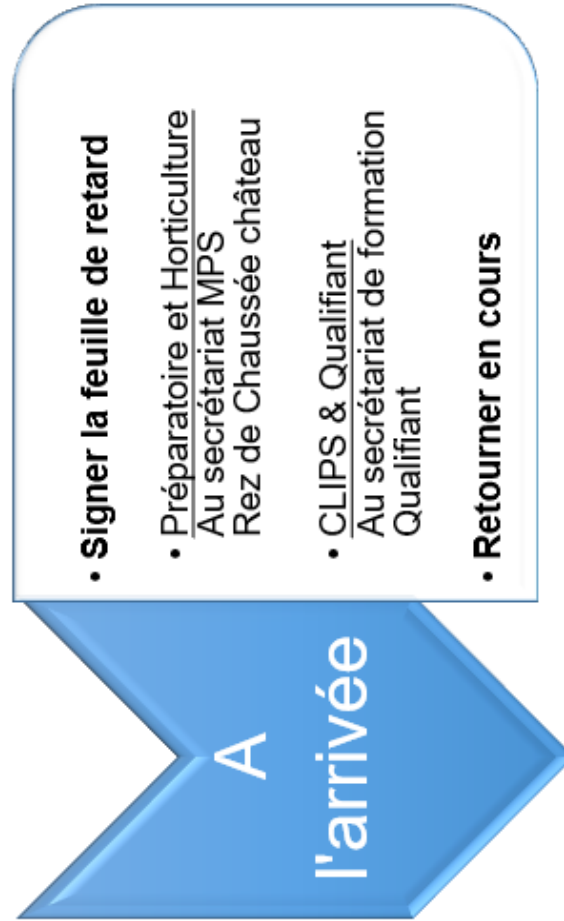 A
l'arrivée
• Signer la feuille de retard
• Préparatoire et Horticulture
Au secrétariat MPS
Rez de Chaussée château
• CLIPS & Qualifiant
Au secrétariat de formation
Qualifiant
• Retourner en cours